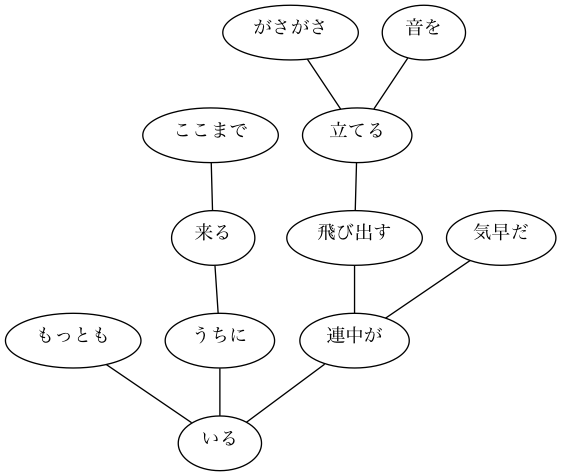 がさがさ 音を
ここまで 立てる
来る 飛び出す 気早だ
もっとも うちに 連中が
いる